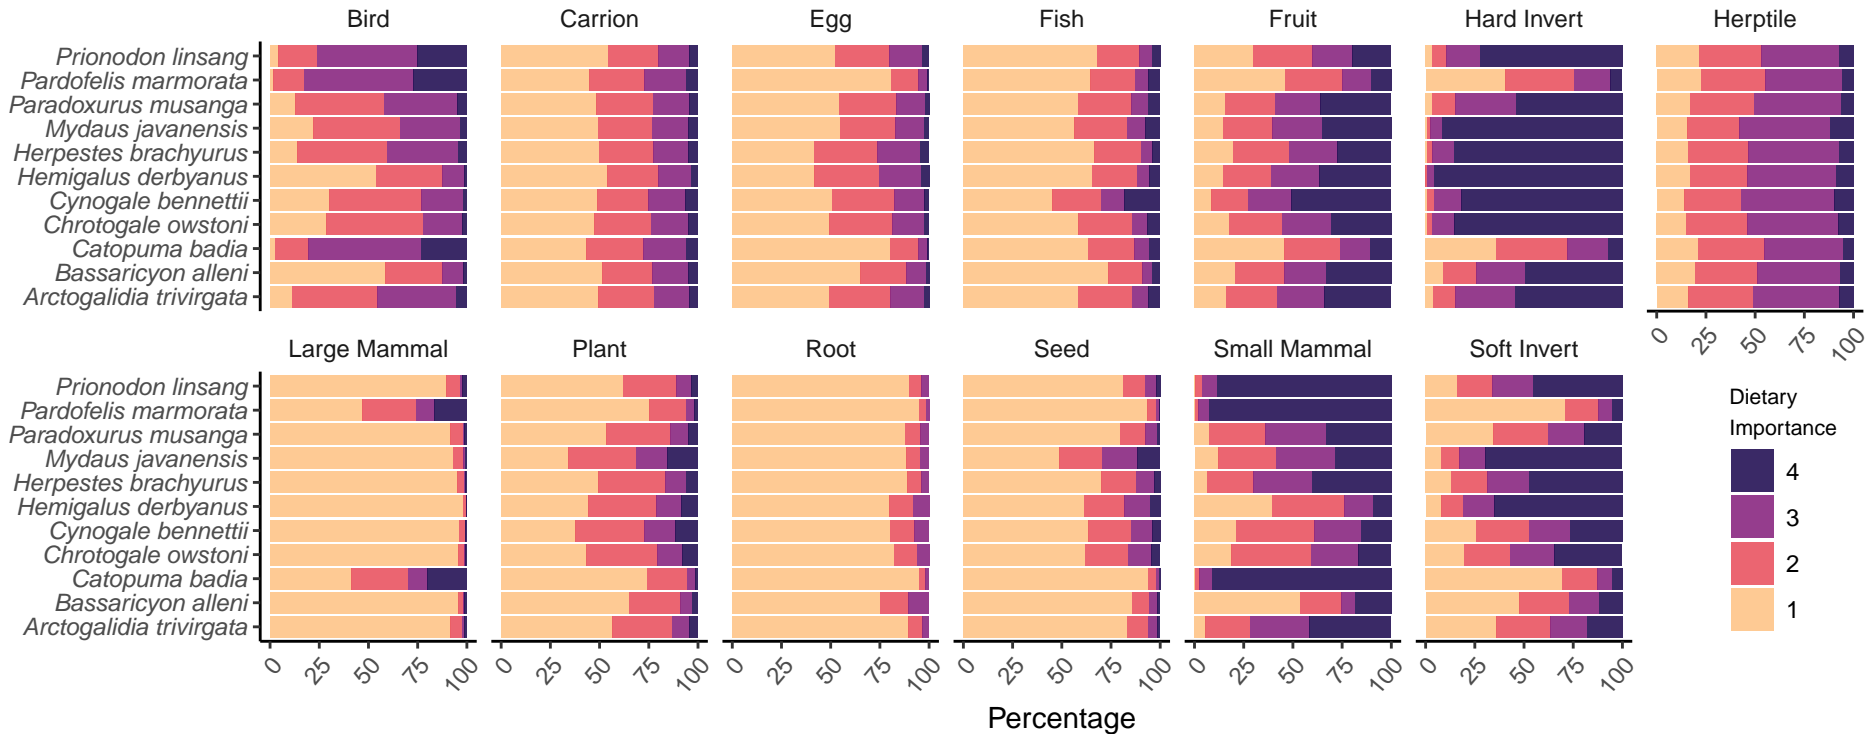 Bird Carrion Egg Fish Fruit Hard Invert Herptile
Prionodon linsang
Pardofelis marmorata
Paradoxurus musanga
Mydaus javanensis
Herpestes brachyurus
Hemigalus derbyanus
Cynogale bennettii
Chrotogale owstoni
Catopuma badia
Bassaricyon alleni
Arctogalidia trivirgata
0 25 50 75 100
Large Mammal Plant Root Seed Small Mammal Soft Invert
Prionodon linsang
Pardofelis marmorata
Paradoxurus musanga
Mydaus javanensis
Herpestes brachyurus
Hemigalus derbyanus
Cynogale bennettii
Chrotogale owstoni
Catopuma badia
Bassaricyon alleni
Arctogalidia trivirgata
0 25 50 75 100 0 25 50 75 100 0 25 50 75 100 0 25 50 75 100 0 25 50 75 100 0 25 50 75 100
Percentage
Dietary
Importance
4
3
2
1